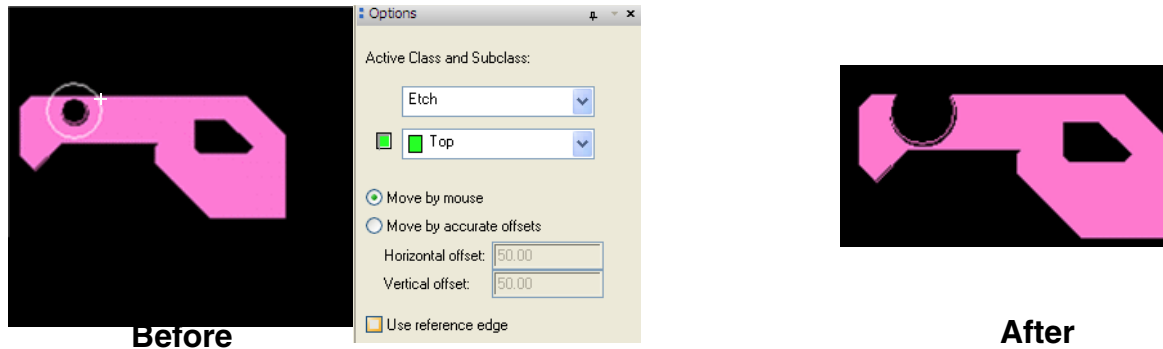 Options
Active Class and Subclass:
Etch
Top
Move by mouse
Move by accurate offsets
Horizontal offset: 50.00
Vertical offset: 50.00
Use reference edge
Before
After